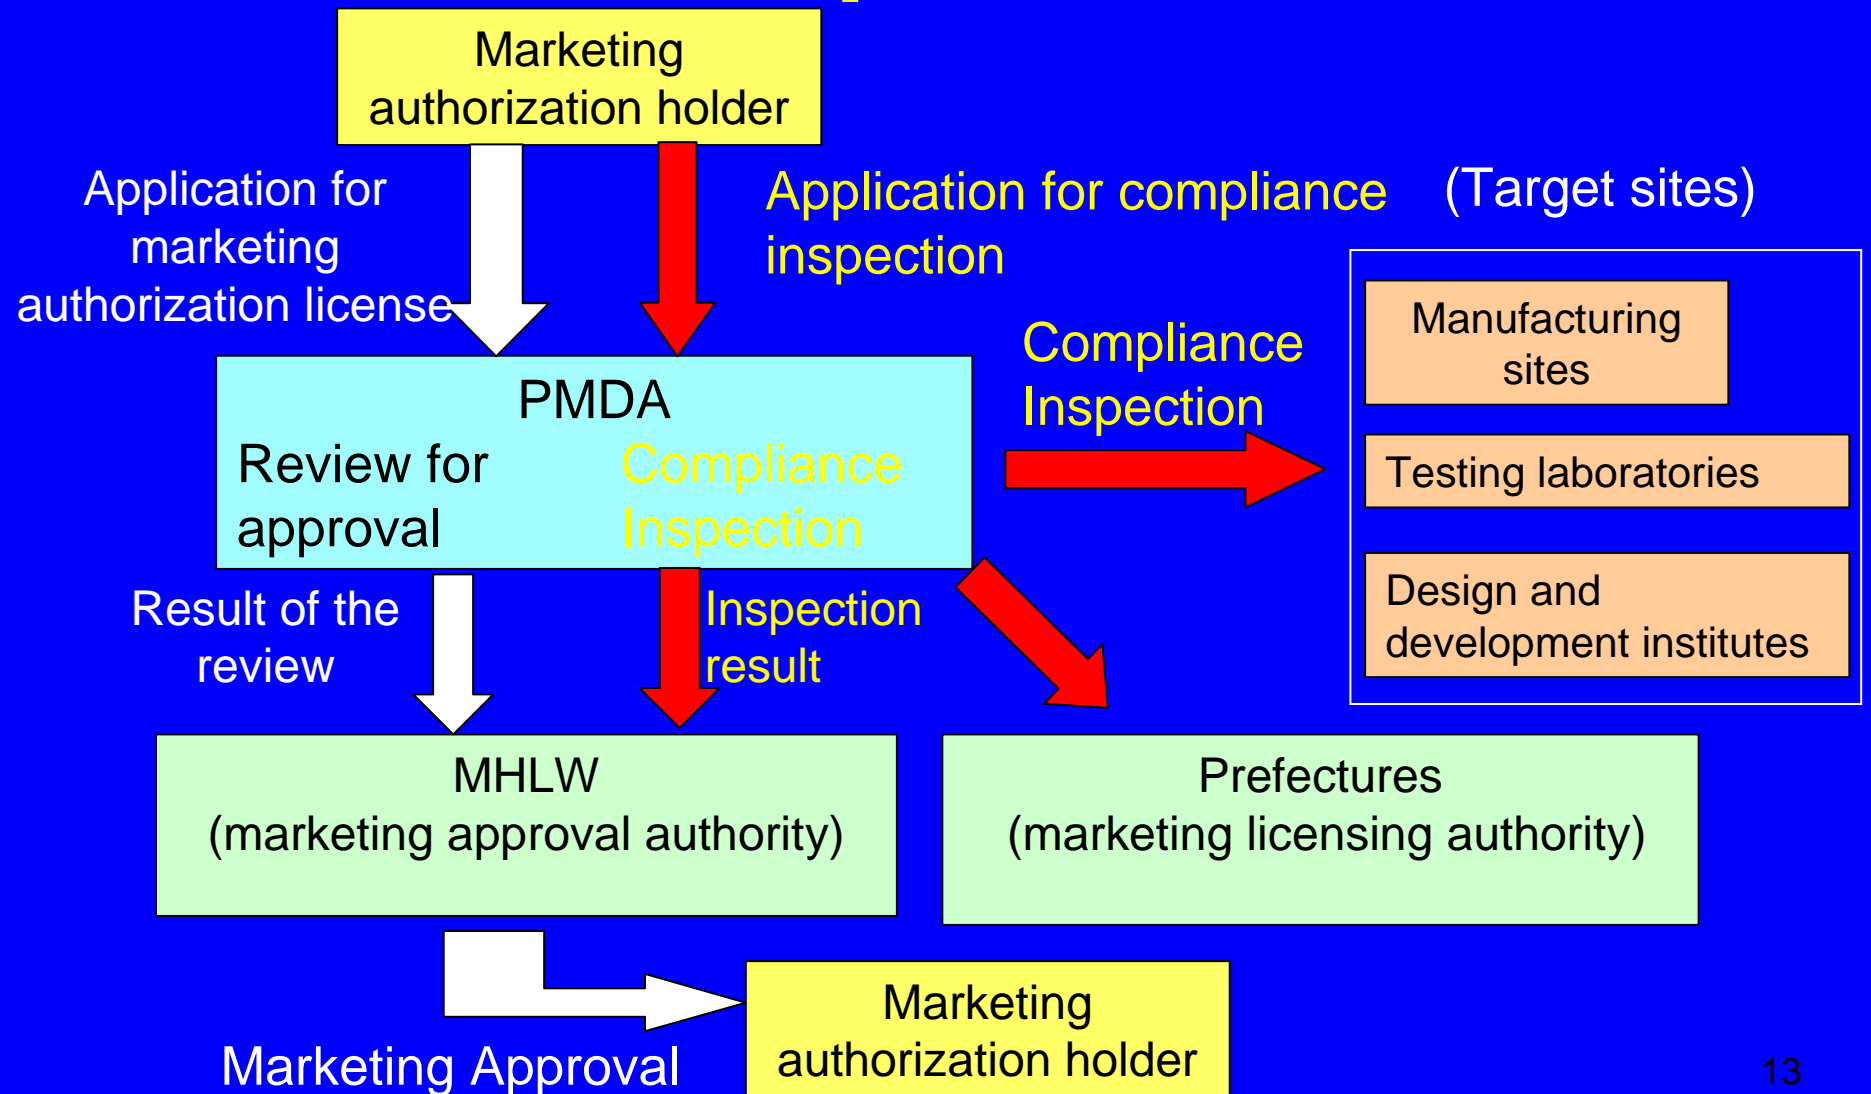 Marketing
authorization holder
Application for
marketing
authorization license
Application for compliance
inspection
(Target sites)
Compliance
Inspection
Manufacturing
sites
Testing laboratories
Design and
development institutes
PMDA
Review for
approval
Compliance
Inspection
Result of the
review
Inspection
result
MHLW
(marketing approval authority)
Prefectures
(marketing licensing authority)
Marketing Approval
Marketing
authorization holder
13